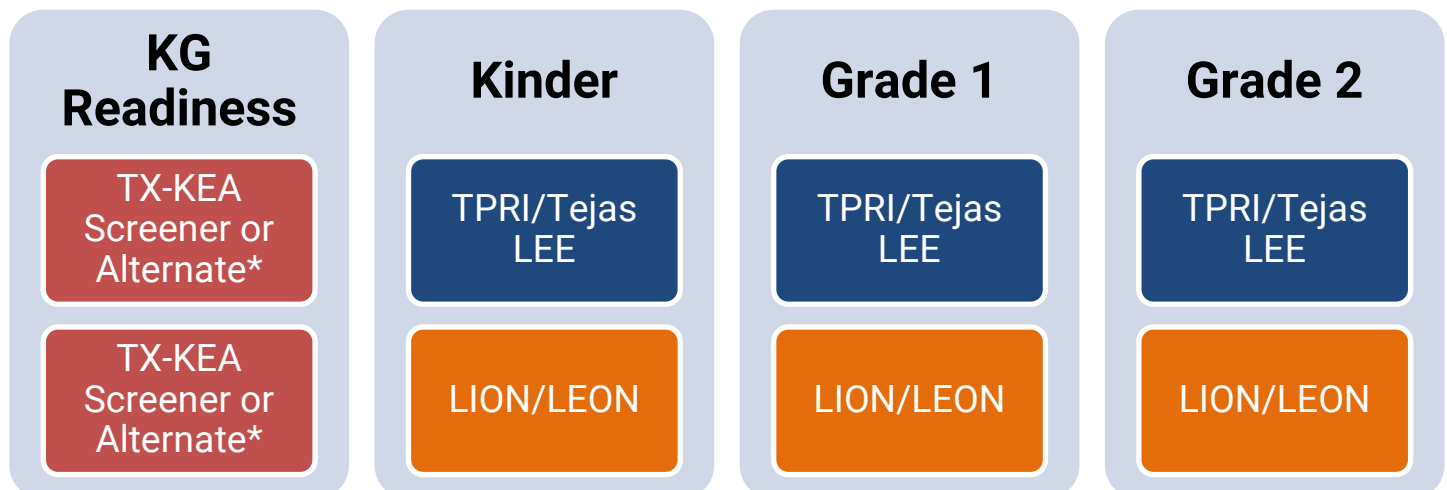 KG
Readiness
TX-KEA
Screener or
Alternate*
TX-KEA
Screener or
Alternate*
Kinder
TPRI/Tejas
LEE
LION/LEON
Grade 1
TPRI/Tejas
LEE
LION/LEON
Grade 2
TPRI/Tejas
LEE
LION/LEON